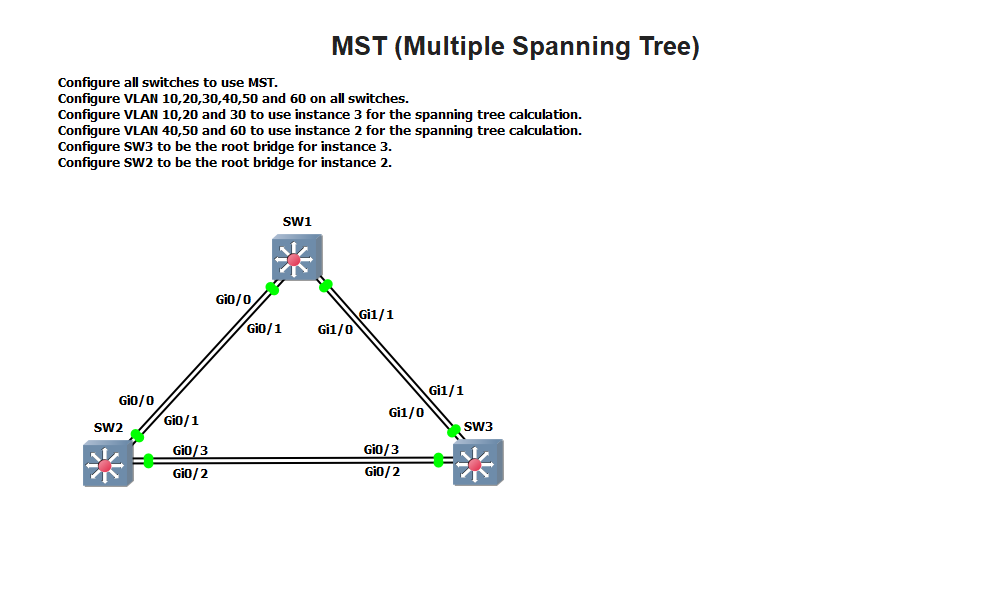 MST (Multiple Spanning Tree)
Configure all switches to use MST.
Configure VLAN 10,20,30,40,50 and 60 on all switches.
Configure VLAN 10,20 and 30 to use instance 3 for the spanning tree calculation.
Configure VLAN 40,50 and 60 to use instance 2 for the spanning tree calculation.
Configure SW3 to be the root bridge for instance 3.
Configure SW2 to be the root bridge for instance 2.
SW1
Gi0/0
Gi1/1
Gi0/1
Gi1/0
Gi1/1
Gi0/0
Gi1/0
Gi0/1
SW2
SW3
Gi0/3
Gi0/3
Gi0/2
Gi0/2